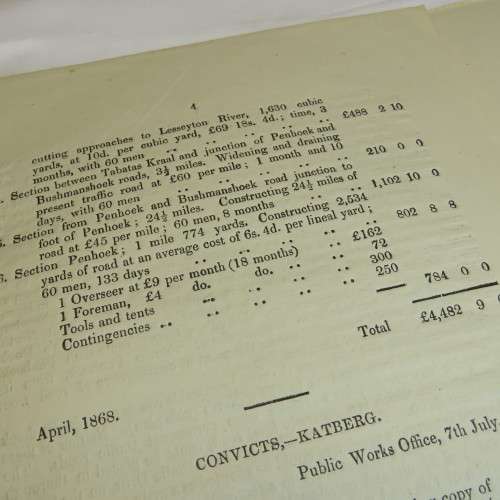 4
cutting approaches to Lesseyton River, 1,630 cubic
yards, at 10d. per cubic yard, £69 18s. 4d.; time, 3
months, with 60 men .. .. .. .. .. £488 2 10
Section between Tabatas Kraal and junction of Penhoek and
Bushmanshoek roads, 3½ miles. Widening and draining
present traffic road at £60 per mile; 1 month and 10
days, with 60 men .. .. .. .. .. 210 0 0
Section from Penhoek and Bushmanshoek road junction to
foot of Penhoek; 24½ miles. Constructing 24½ miles of
road at £45 per mile; 60 men, 8 months .. .. 1,102 10 0
Section Penhoek; 1 mile 774 yards. Constructing 2,534
yards of road at an average cost of 6s. 4d. per lineal yard;
60 men, 133 days .. .. .. .. .. 802 8 8
1 Overseer at £9 per month (18 months) .. £162
1 Foreman, £4 do. do. .. .. 72
Tools and tents .. .. .. .. 300
Contingencies .. .. .. .. 250
784 0 0
Total £4,482 9
April, 1868.
CONVICTS,—KATBERG.
Public Works Office, 7th July,
copy of